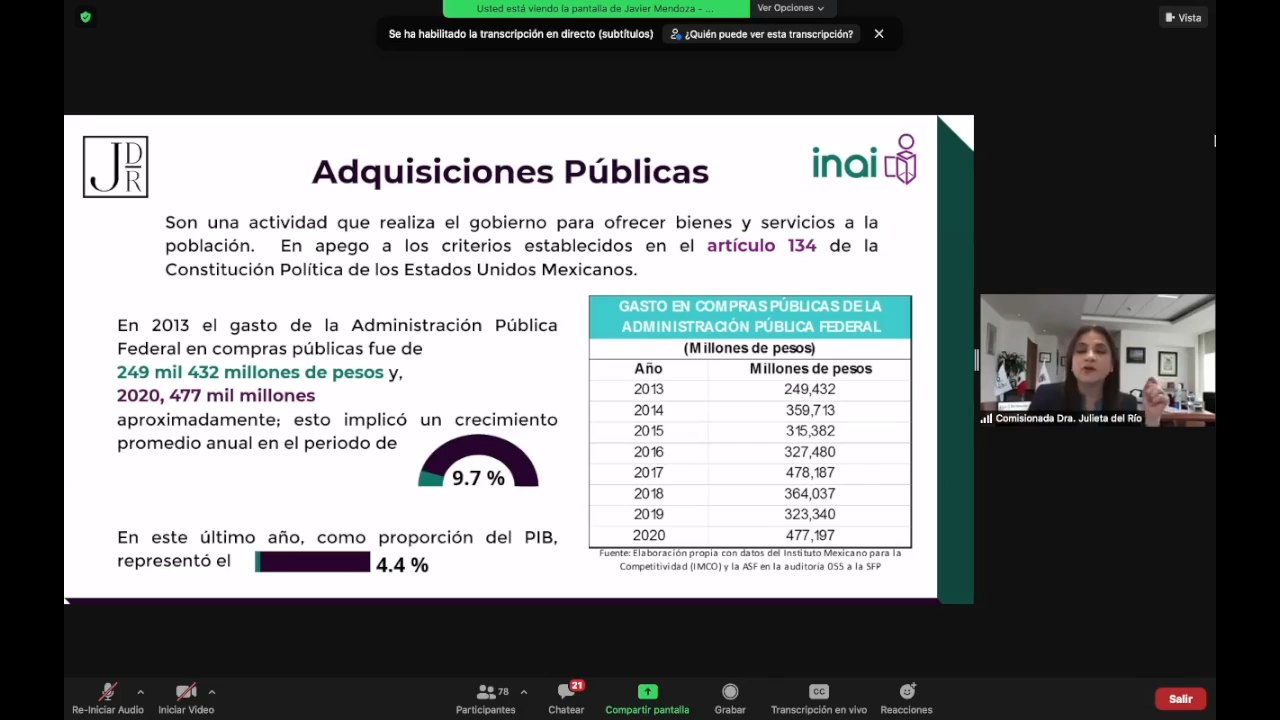 Usted está viendo la pantalla de Javier Mendoza - ...
Ver Opciones
Se ha habilitado la transcripción en directo (subtítulos)
¿Quién puede ver esta transcripción?
Vista
JDR
Adquisiciones Públicas
inai
Son una actividad que realiza el gobierno para ofrecer bienes y servicios a la
población. En apego a los criterios establecidos en el artículo 134 de la
Constitución Política de los Estados Unidos Mexicanos.
En 2013 el gasto de la Administración Pública
Federal en compras públicas fue de
249 mil 432 millones de pesos y,
2020, 477 mil millones
aproximadamente; esto implicó un crecimiento
promedio anual en el periodo de
9.7 %
En este último año, como proporción del PIB,
representó el
4.4 %
GASTO EN COMPRAS PÚBLICAS DE LA
ADMINISTRACIÓN PÚBLICA FEDERAL
(Millones de pesos)
Año Millones de pesos
2013 249,432
2014 359,713
2015 315,382
2016 327,480
2017 478,187
2018 364,037
2019 323,340
2020 477,197
Fuente: Elaboración propia con datos del Instituto Mexicano para la
Competitividad (IMCO) y la ASF en la auditoría 055 a la SFP
Comisionada Dra. Julieta del Río
Re-Iniciar Audio
Iniciar Video
78
Participantes
21
Chatear
Compartir pantalla
Grabar
CC
Transcripción en vivo
Reacciones
Salir